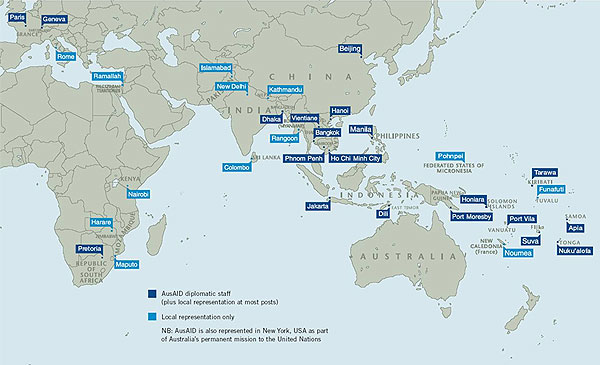 Paris
Geneva
FRANCE
Rome
Beijing
Ramallah
Islamabad
CHINA
New Delhi
Kathmandu
INDIA
Hanoi
Dhaka
Vientiane
Manila
Bangkok
PHILIPPINES
Rangoon
Phnom Penh
Ho Chi Minh City
Colombo
SRI LANKA
Pohnpei
FEDERATED STATES OF
MICRONESIA
KENYA
Nairobi
Tarawa
KIRIBATI
Funafuti
TUVALU
INDONESIA
PAPUA NEW
GUINEA
Honiara
SOLOMON
ISLANDS
Jakarta
Dili
EAST TIMOR
Port Moresby
Port Vila
VANUATU
SAMOA
Apia
Harare
ZIMBABWE
MOZAMBIQUE
Pretoria
REPUBLIC
OF
SOUTH
AFRICA
Maputo
AUSTRALIA
NEW
CALEDONIA
(France)
Noumea
FIJI
Suva
TONGA
Nuku'alofa
AusAID diplomatic staff
(plus local representation at most posts)
Local representation only
NB: AusAID is also represented in New York, USA as part
of Australia's permanent mission to the United Nations